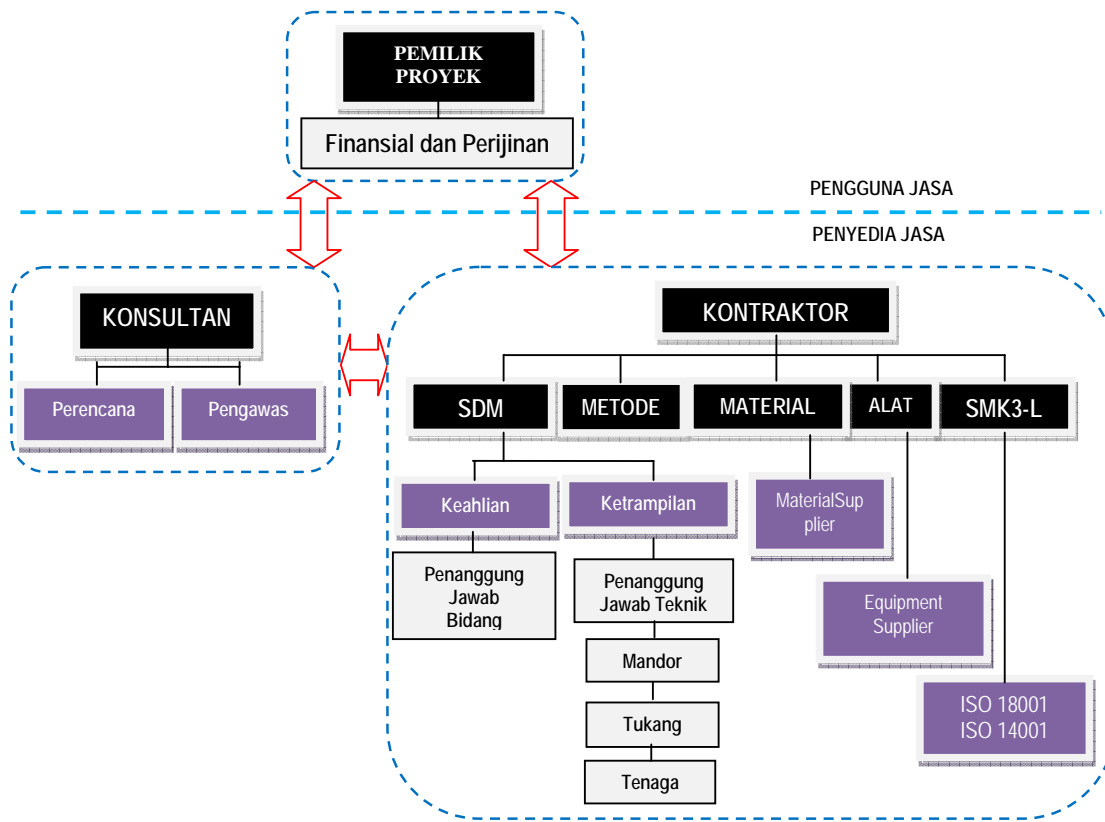 PEMILIK
PROYEK
Finansial dan Perijinan
PENGGUNA JASA
PENYEDIA JASA
KONSULTAN
Perencana
Pengawas
KONTRAKTOR
SDM
METODE
MATERIAL
ALAT
SMK3-L
Keahlian
Ketrampilan
MaterialSup
plier
Penanggung
Jawab
Bidang
Penanggung
Jawab Teknik
Equipment
Supplier
Mandor
Tukang
Tenaga
ISO 18001
ISO 14001